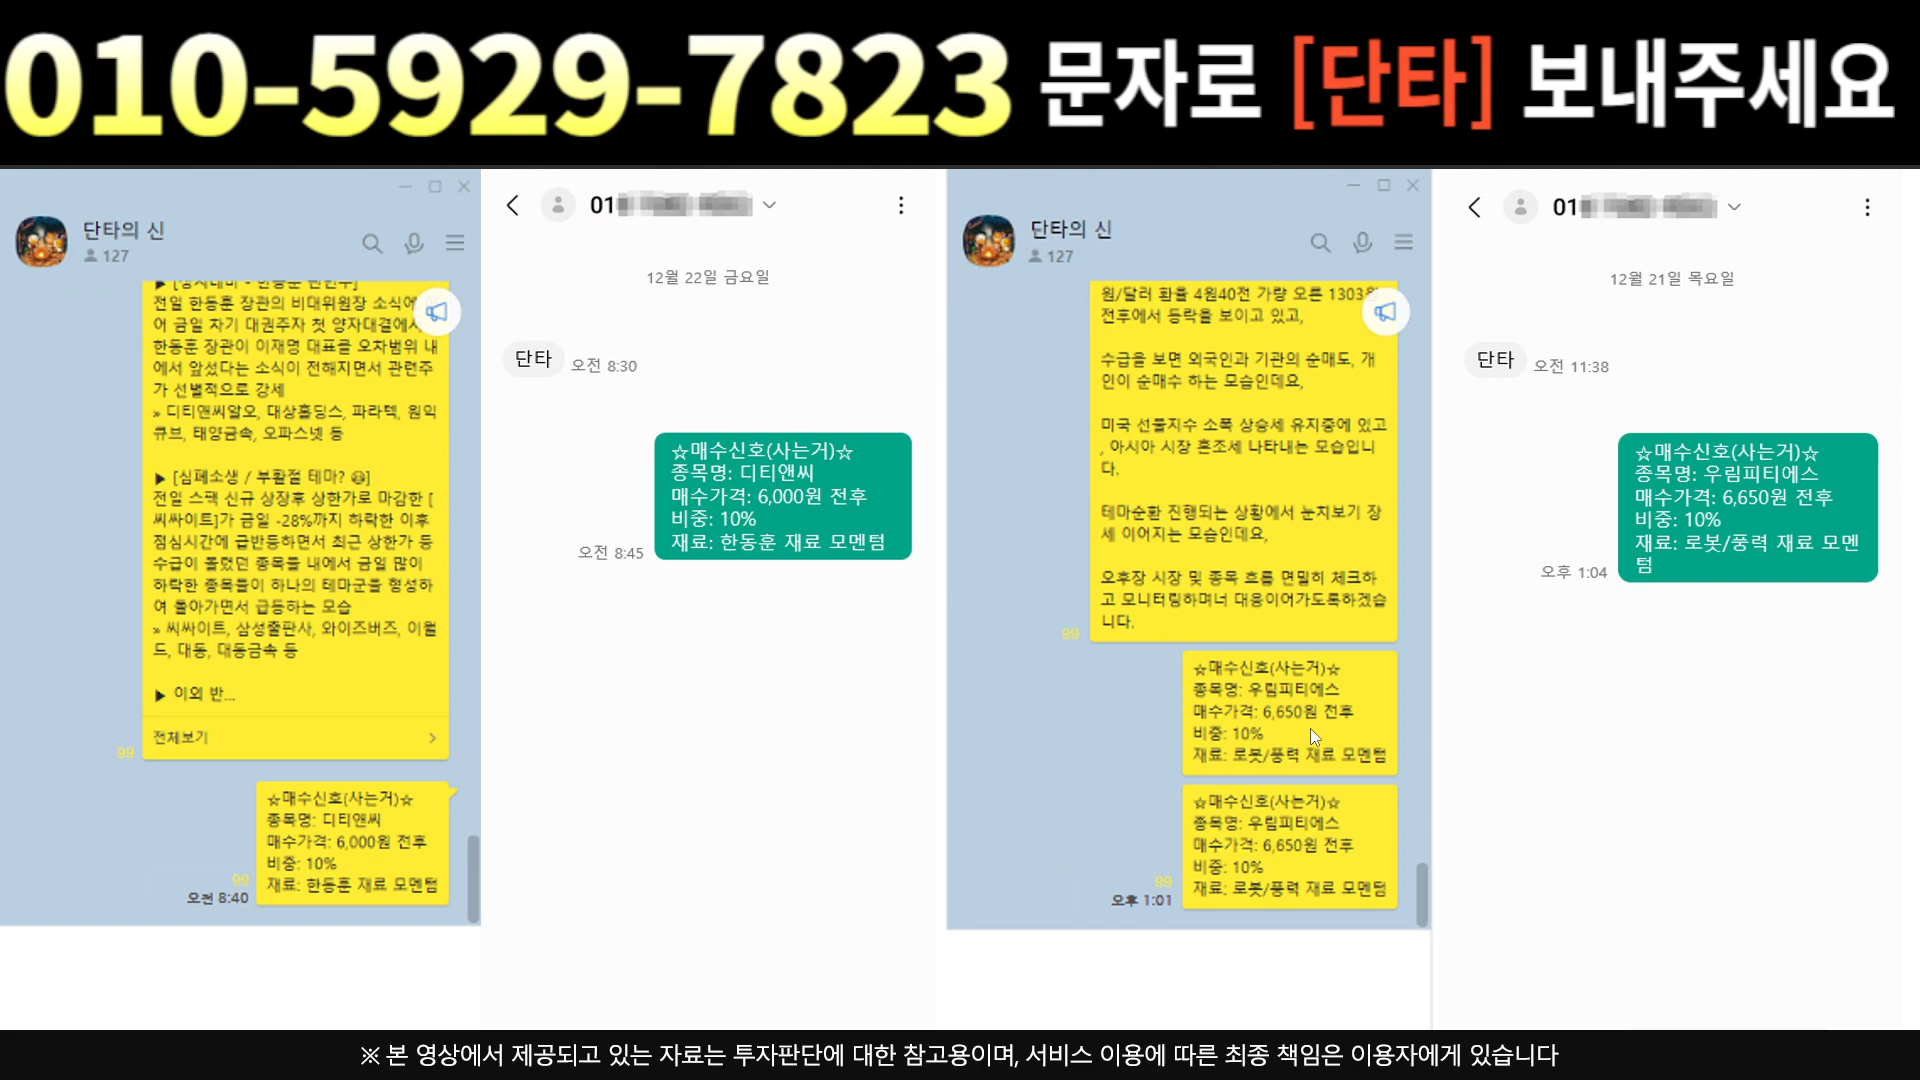 010-5929-7823 문자로 [단타] 보내주세요
단타의 신
127
전일 한동훈 장관의 비대위원장 소식에
어 금일 차기 대권주자 첫 양자대결에서
한동훈 장관이 이재명 대표를 오차범위 내
에서 앞섰다는 소식이 전해지면서 관련주
가 선별적으로 강세
» 디티앤씨알오, 대상홀딩스, 파라텍, 원익
큐브, 태양금속, 오파스넷 등
▶ [심폐소생 / 부활절 테마? 😃]
전일 스팩 신규 상장후 상한가로 마감한 [
씨싸이트]가 금일 -28%까지 하락한 이후
점심시간에 급반등하면서 최근 상한가 등
수급이 몰렸던 종목들 내에서 금일 많이
하락한 종목들이 하나의 테마군을 형성하
여 돌아가면서 급등하는 모습
» 씨싸이트, 삼성출판사, 와이즈버즈, 이월
드, 대동, 대동금속 등
▶ 이외 반...
전체보기
99
☆매수신호(사는거)☆
종목명: 디티앤씨
매수가격: 6,000원 전후
비중: 10%
재료: 한동훈 재료 모멘텀
99
오전 8:40
01
12월 22일 금요일
단타 오전 8:30
☆매수신호(사는거)☆
종목명: 디티앤씨
매수가격: 6,000원 전후
비중: 10%
재료: 한동훈 재료 모멘텀
오전 8:45
단타의 신
127
원/달러 환율 4원40전 가량 오른 1303원
전후에서 등락을 보이고 있고,
수급을 보면 외국인과 기관의 순매도, 개
인이 순매수 하는 모습인데요,
미국 선물지수 소폭 상승세 유지중에 있고
, 아시아 시장 혼조세 나타내는 모습입니
다.
테마순환 진행되는 상황에서 눈치보기 장
세 이어지는 모습인데요,
오후장 시장 및 종목 흐름 면밀히 체크하
고 모니터링하며너 대응이어가도록하겠습
니다.
99
☆매수신호(사는거)☆
종목명: 우림피티에스
매수가격: 6,650원 전후
비중: 10%
재료: 로봇/풍력 재료 모멘텀
☆매수신호(사는거)☆
종목명: 우림피티에스
매수가격: 6,650원 전후
비중: 10%
재료: 로봇/풍력 재료 모멘텀
99
오후 1:01
01
12월 21일 목요일
단타 오전 11:38
☆매수신호(사는거)☆
종목명: 우림피티에스
매수가격: 6,650원 전후
비중: 10%
재료: 로봇/풍력 재료 모멘
텀
오후 1:04
※ 본 영상에서 제공되고 있는 자료는 투자판단에 대한 참고용이며, 서비스 이용에 따른 최종 책임은 이용자에게 있습니다